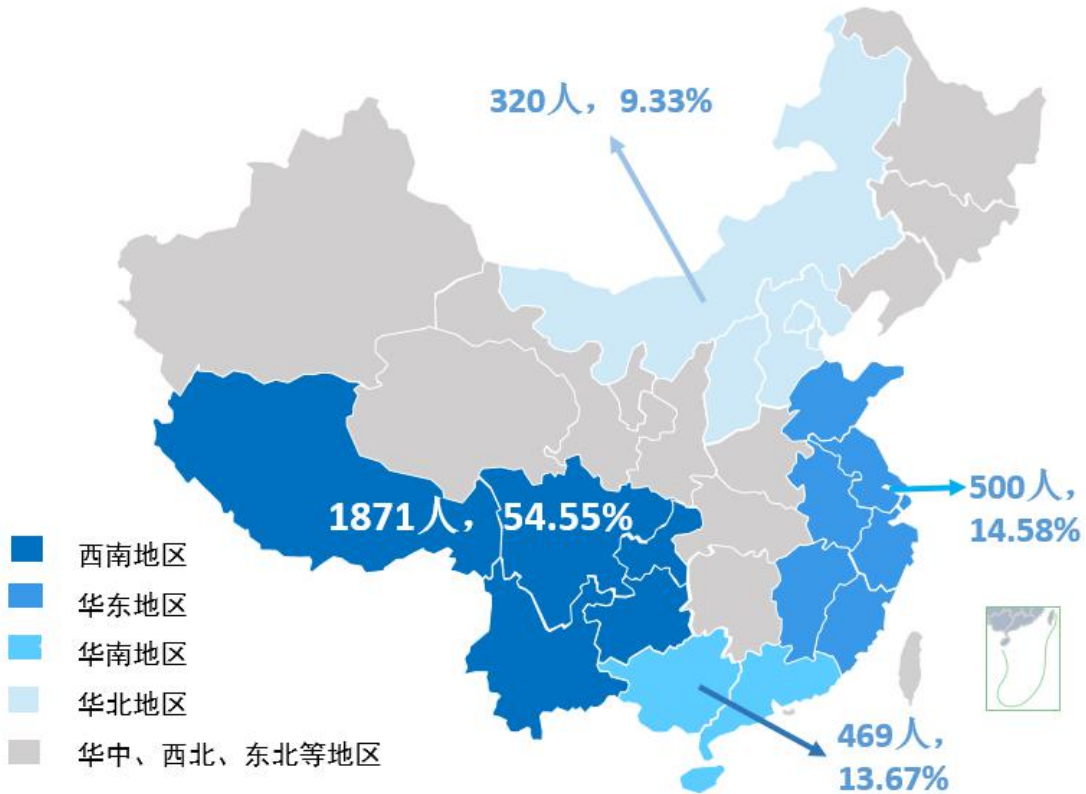 320人，9.33%
1871人，54.55%
500人，
14.58%
469人，
13.67%
西南地区
华东地区
华南地区
华北地区
华中、西北、东北等地区